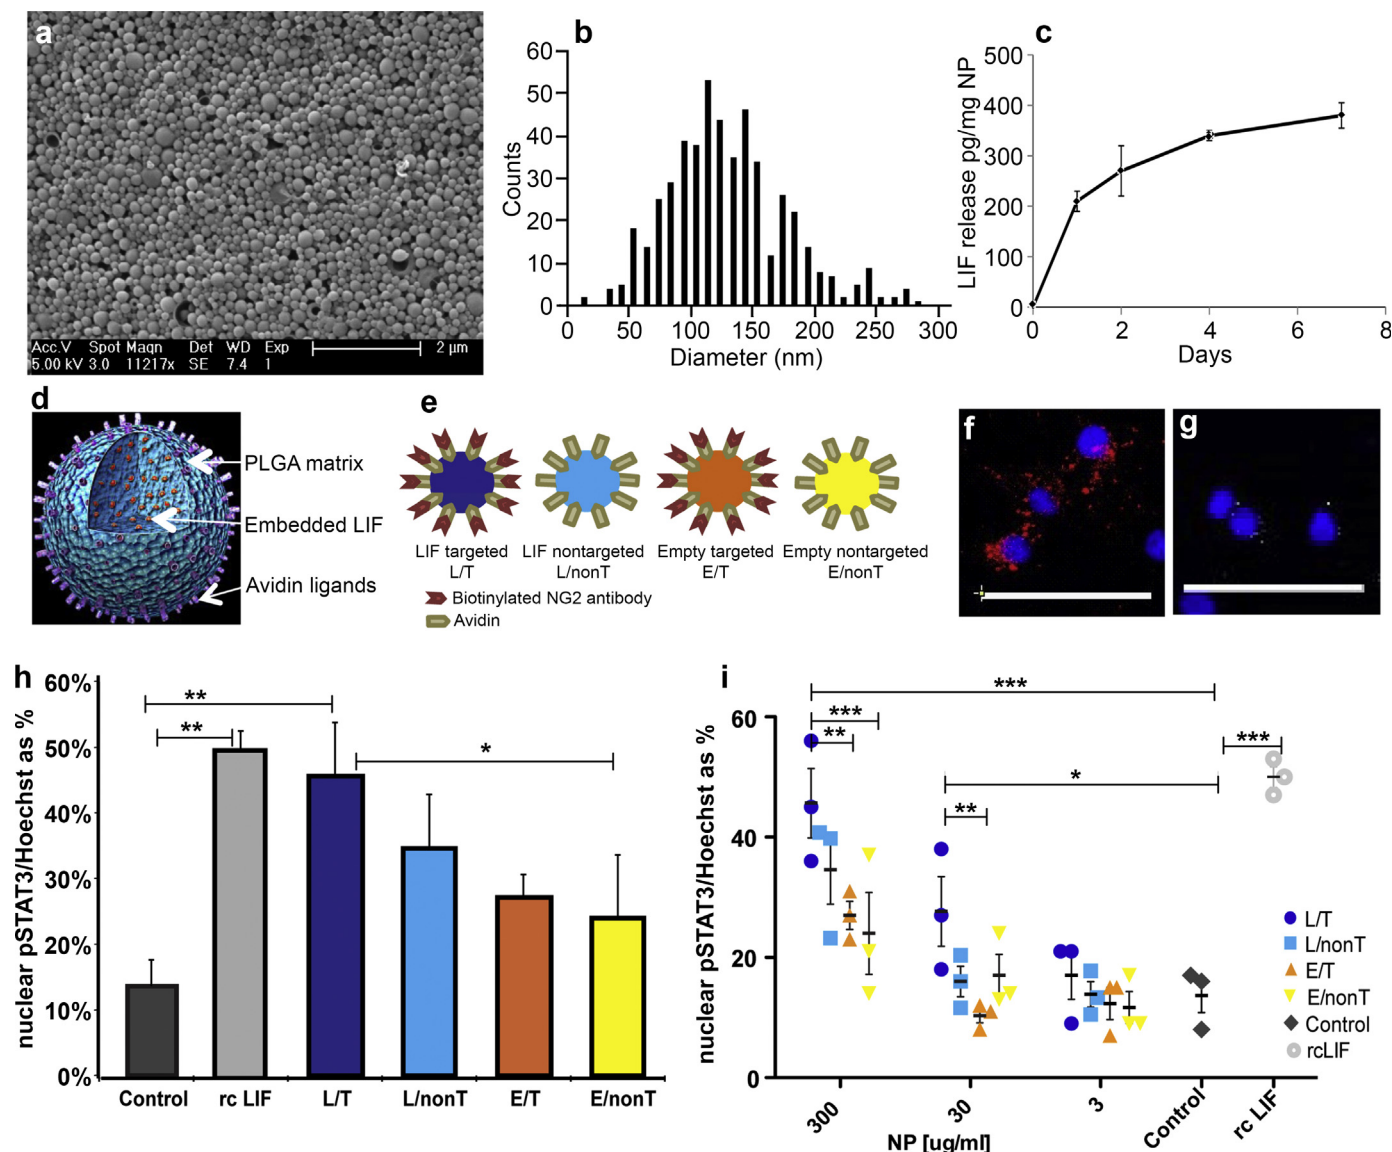 a
Acc.V Spot Magn Det WD Exp 2 µm
5.00 kV 3.0 11217x SE 7.4 1
b
60
50
40
30
20
10
0
Counts
0 50 100 150 200 250 300
Diameter (nm)
c
500
400
300
200
100
0
LIF release pg/mg NP
0 2 4 6 8
Days
d
PLGA matrix
Embedded LIF
Avidin ligands
e
LIF targeted LIF nontargeted Empty targeted Empty nontargeted
L/T L/nonT E/T E/nonT
Biotinylated NG2 antibody
Avidin
f
g
h
60%
50%
40%
30%
20%
10%
0%
nuclear pSTAT3/Hoechst as %
**
**
*
Control rc LIF L/T L/nonT E/T E/nonT
i
60
40
20
0
nuclear pSTAT3/Hoechst as %
***
***
**
*
**
***
L/T
L/nonT
E/T
E/nonT
Control
rcLIF
300 30 3 Control rc LIF
NP [ug/ml]